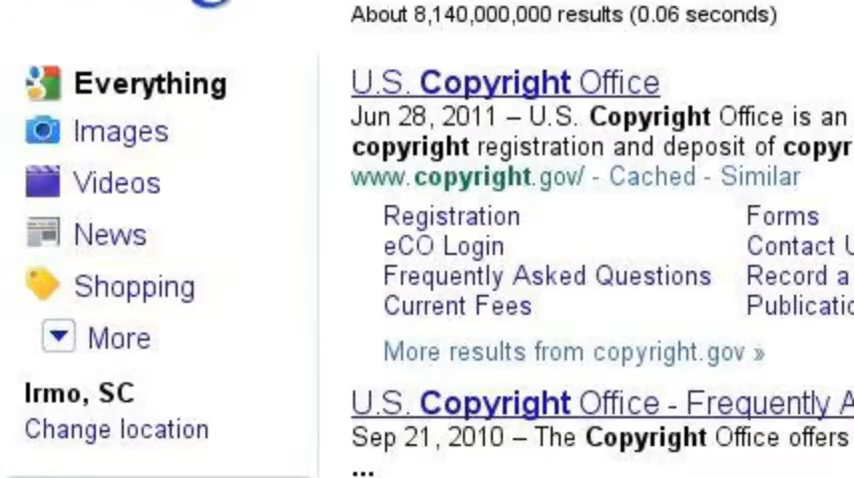 About 8,140,000,000 results (0.06 seconds)
Everything
Images
Videos
News
Shopping
More
Irmo, SC
Change location
U.S. Copyright Office
Jun 28, 2011 – U.S. Copyright Office is an
copyright registration and deposit of copyr
www.copyright.gov/ - Cached - Similar
Registration Forms
eCO Login Contact U
Frequently Asked Questions Record a
Current Fees Publicatio
More results from copyright.gov »
U.S. Copyright Office - Frequently A
Sep 21, 2010 – The Copyright Office offers
...